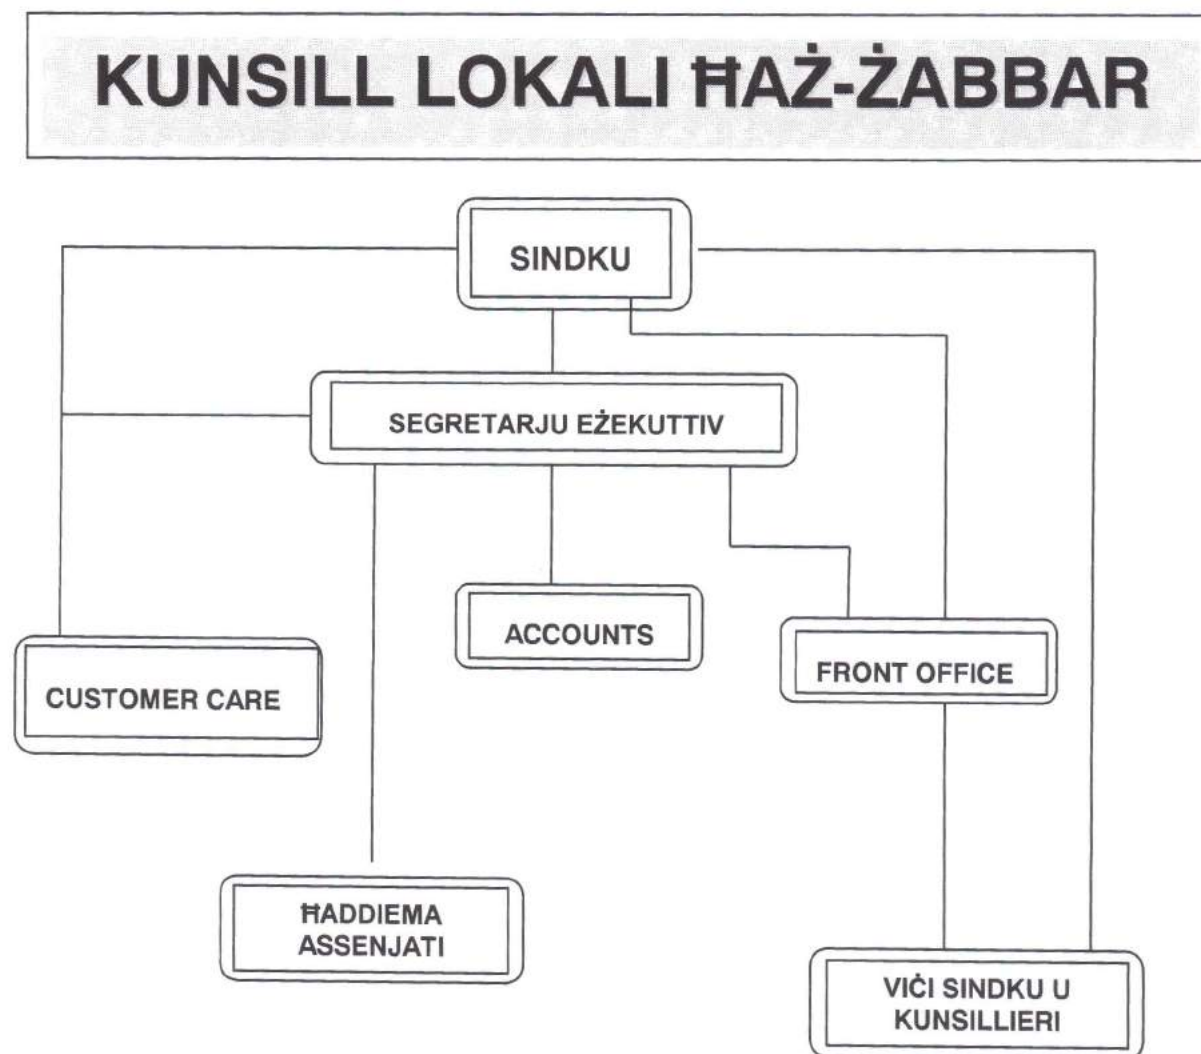 KUNSILL LOKALI ĦAŻ-ŻABBAR
SINDKU
SEGRETARJU EŻEKUTTIV
ACCOUNTS
FRONT OFFICE
CUSTOMER CARE
ĦADDIEMA
ASSENJATI
VIĊI SINDKU U
KUNSILLIERI